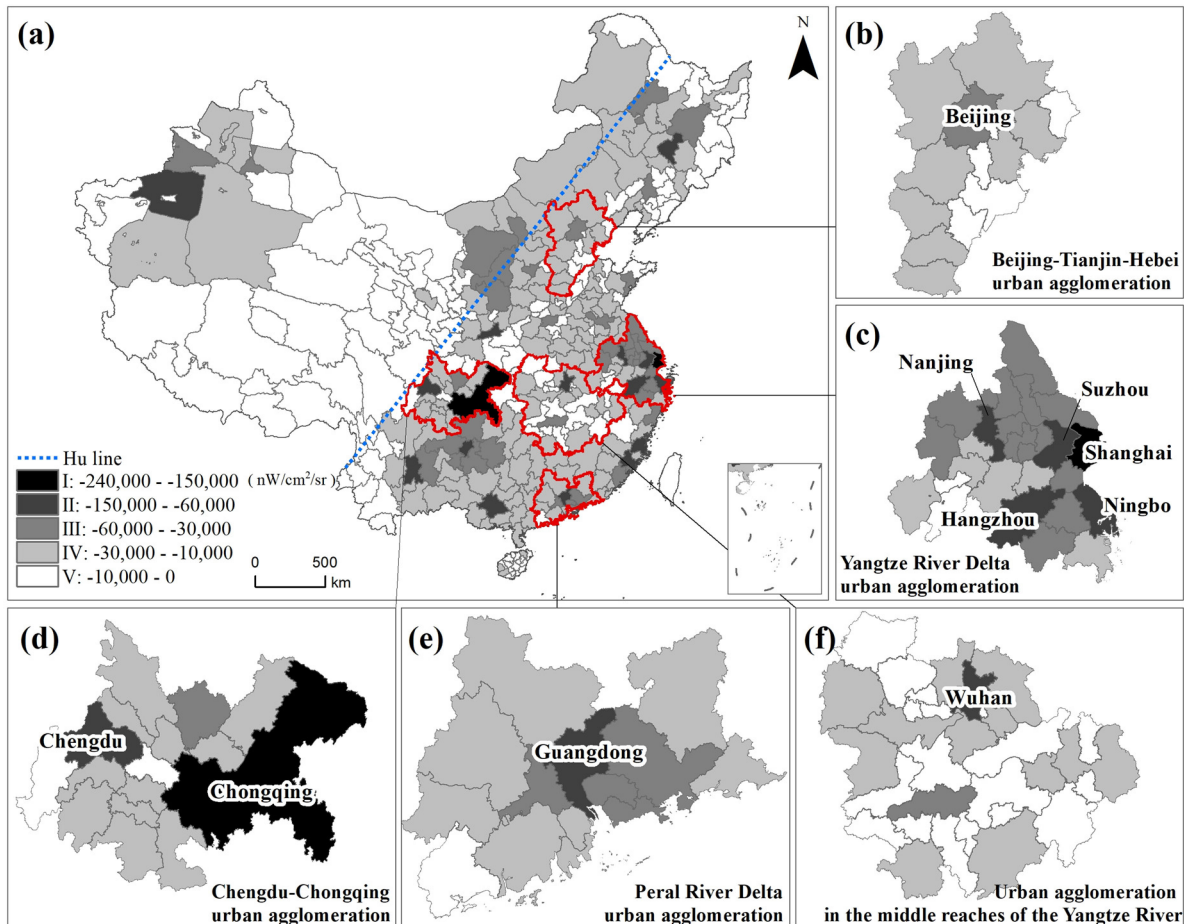 (a)
N
Hu line
I: -240,000 - -150,000 ( nW/cm²/sr)
II: -150,000 - -60,000
III: -60,000 - -30,000
IV: -30,000 - -10,000
V: -10,000 - 0
0 500
km
(b)
Beijing
Beijing-Tianjin-Hebei
urban agglomeration
(c)
Nanjing
Suzhou
Shanghai
Ningbo
Hangzhou
Yangtze River Delta
urban agglomeration
(d)
Chengdu
Chongqing
Chengdu-Chongqing
urban agglomeration
(e)
Guangdong
Peral River Delta
urban agglomeration
(f)
Wuhan
Urban agglomeration
in the middle reaches of the Yangtze River